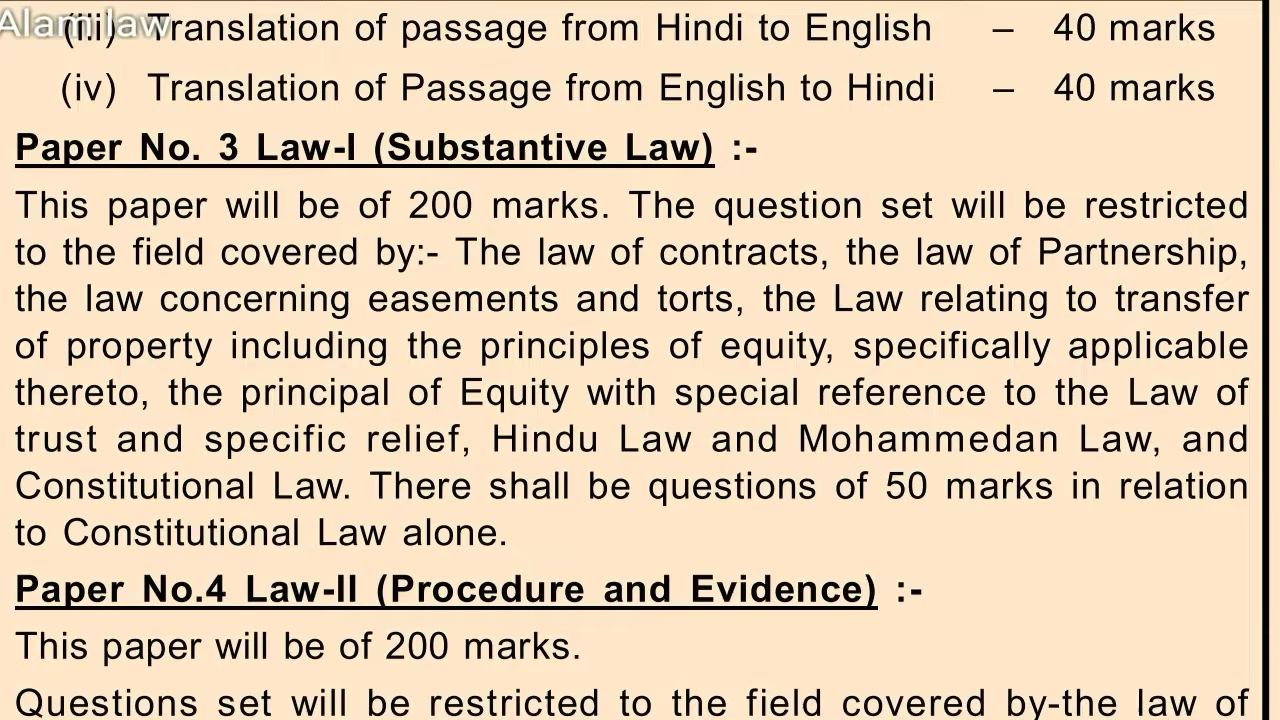 Alami law
(iii) Translation of passage from Hindi to English – 40 marks
(iv) Translation of Passage from English to Hindi – 40 marks
Paper No. 3 Law-I (Substantive Law) :-
This paper will be of 200 marks. The question set will be restricted
to the field covered by:- The law of contracts, the law of Partnership,
the law concerning easements and torts, the Law relating to transfer
of property including the principles of equity, specifically applicable
thereto, the principal of Equity with special reference to the Law of
trust and specific relief, Hindu Law and Mohammedan Law, and
Constitutional Law. There shall be questions of 50 marks in relation
to Constitutional Law alone.
Paper No.4 Law-II (Procedure and Evidence) :-
This paper will be of 200 marks.
Questions set will be restricted to the field covered by-the law of